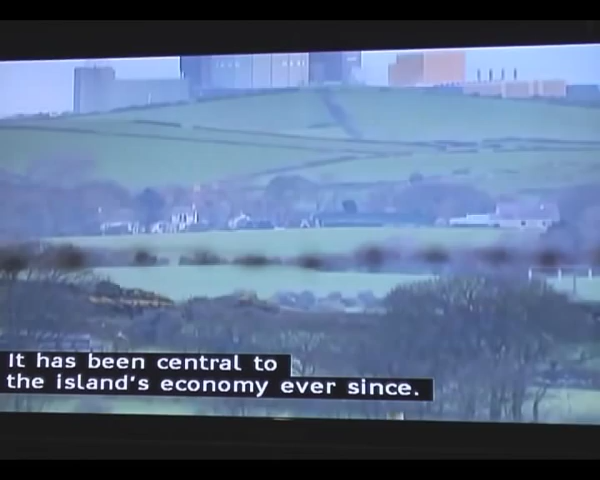 It has been central to
the island's economy ever since.